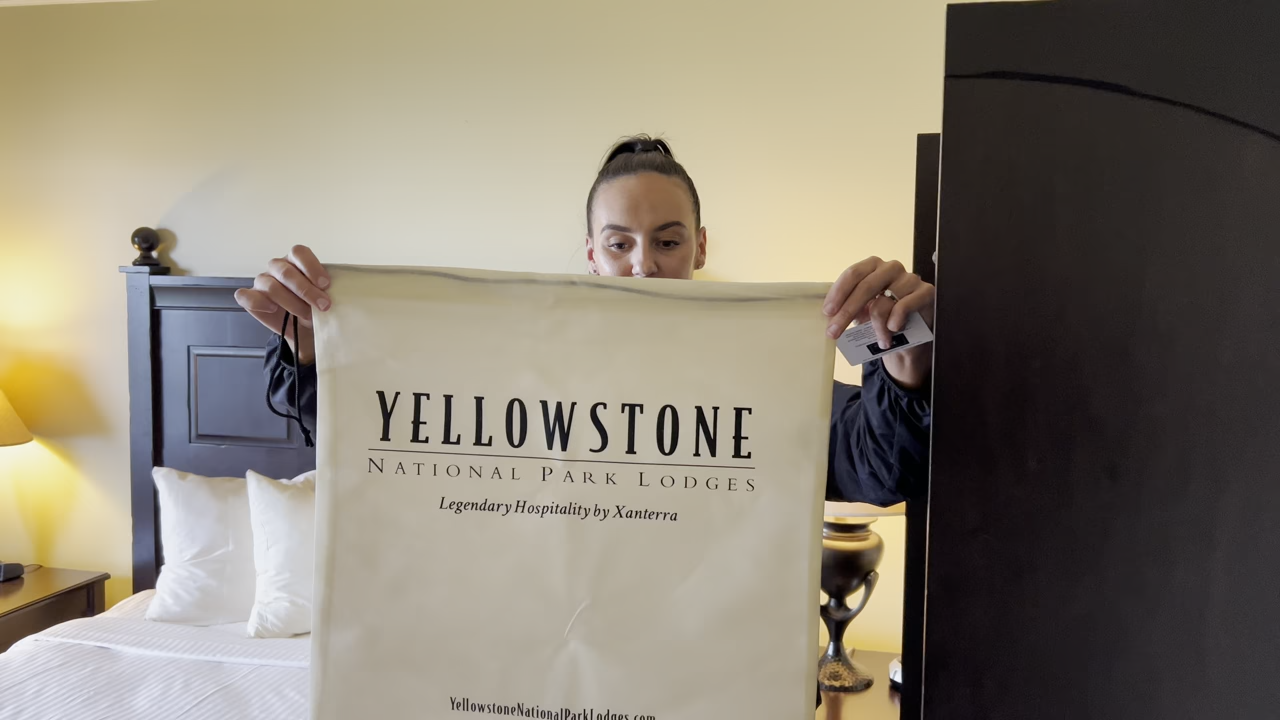 YELLOWSTONE
NATIONAL PARK LODGES
Legendary Hospitality by Xanterra
YellowstoneNationalParkLodges.com